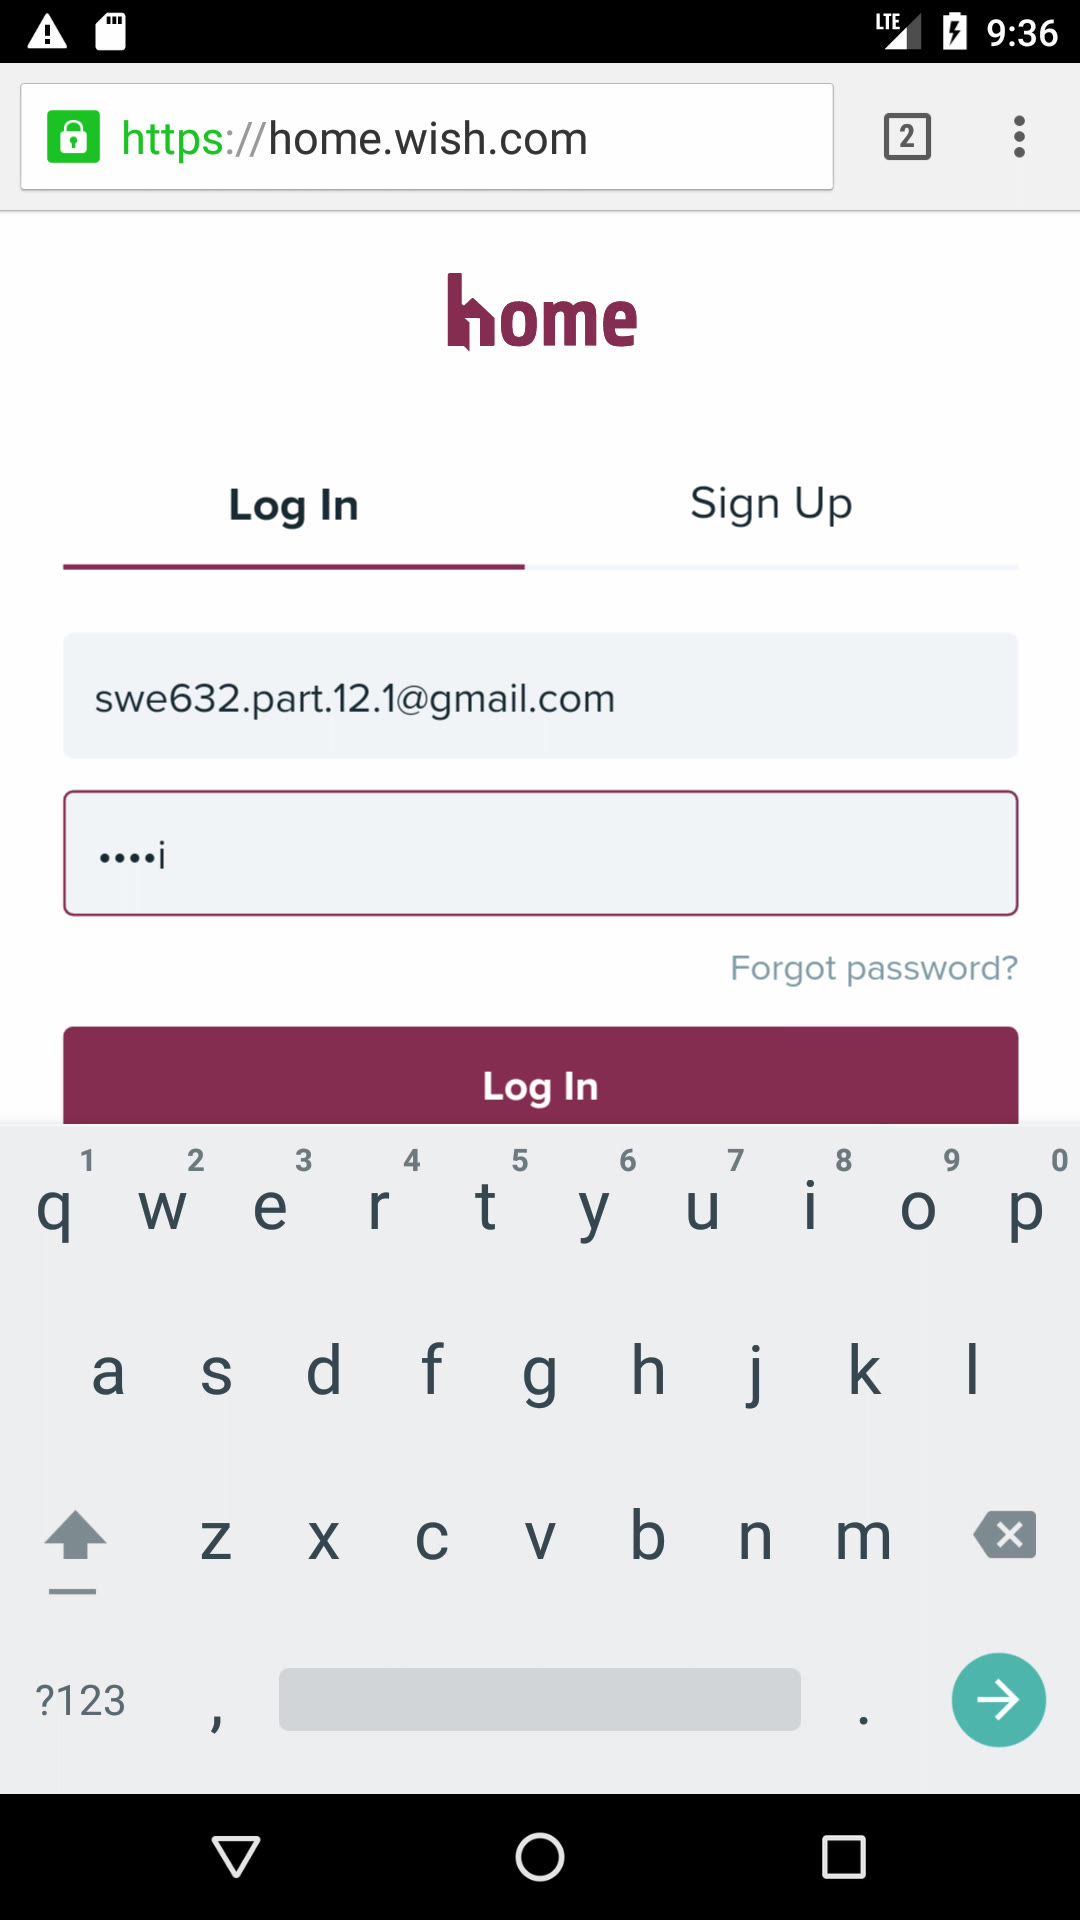 LTE 9:36
https://home.wish.com 2
home
Log In Sign Up
swe632.part.12.1@gmail.com
••••i
Forgot password?
Log In
1 2 3 4 5 6 7 8 9 0
q w e r t y u i o p
a s d f g h j k l
z x c v b n m
?123 , .